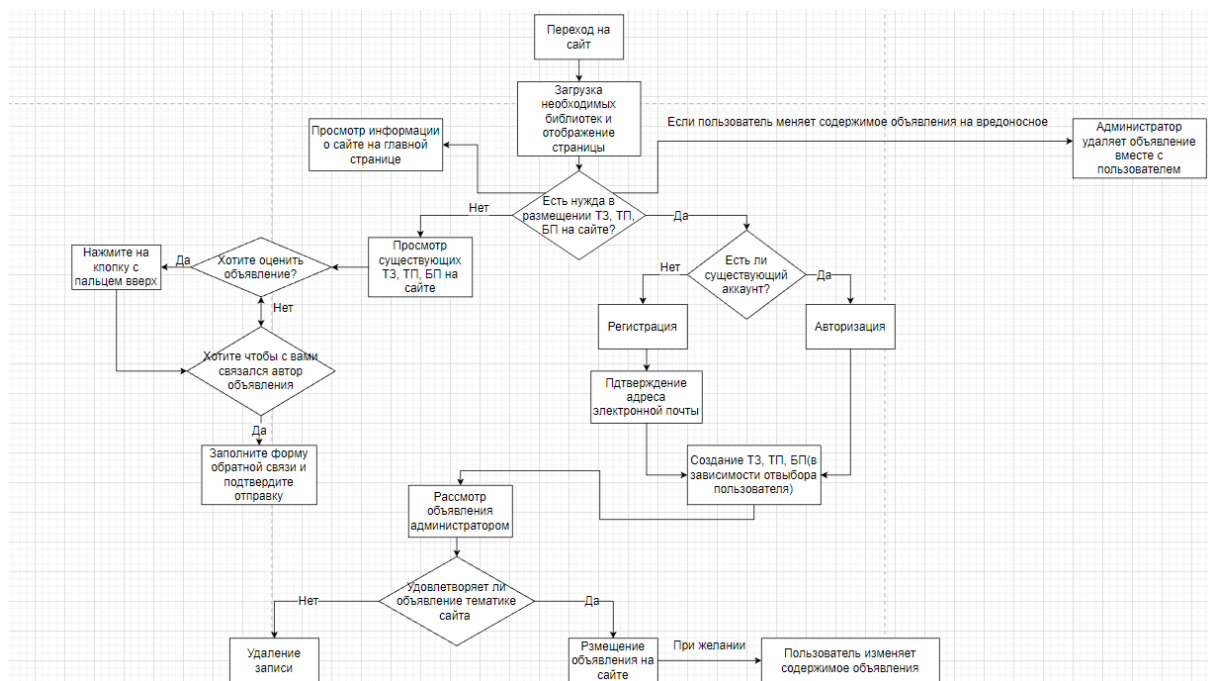 Переход на
сайт
Загрузка
необходимых
библиотек и
отображение
страницы
Если пользователь меняет содержимое объявления на вредоносное
Администратор
удаляет объявление
вместе с
пользователем
Просмотр информации
о сайте на главной
странице
Есть нужда в
размещении ТЗ, ТП,
БП на сайте?
Нет
Да
Просмотр
существующих
ТЗ, ТП, БП на
сайте
Хотите оценить
объявление?
Да
Нажмите на
клопку с
пальцем вверх
Нет
Хотите чтобы с вами
связался автор
объявления
Да
Заполните форму
обратной связи и
подтвердите
отправку
Есть ли
существующий
аккаунт?
Нет
Да
Регистрация
Авторизация
Пдтверждение
адреса
электронной почты
Создание ТЗ, ТП, БП(в
зависимости отвыбора
пользователя)
Рассмотр
объявления
администратором
Удовлетворяет ли
объявление тематике
сайта
Нет
Да
Удаление
записи
Рзмещение
объявления на
сайте
При желании
Пользователь изменяет
содержимое объявления